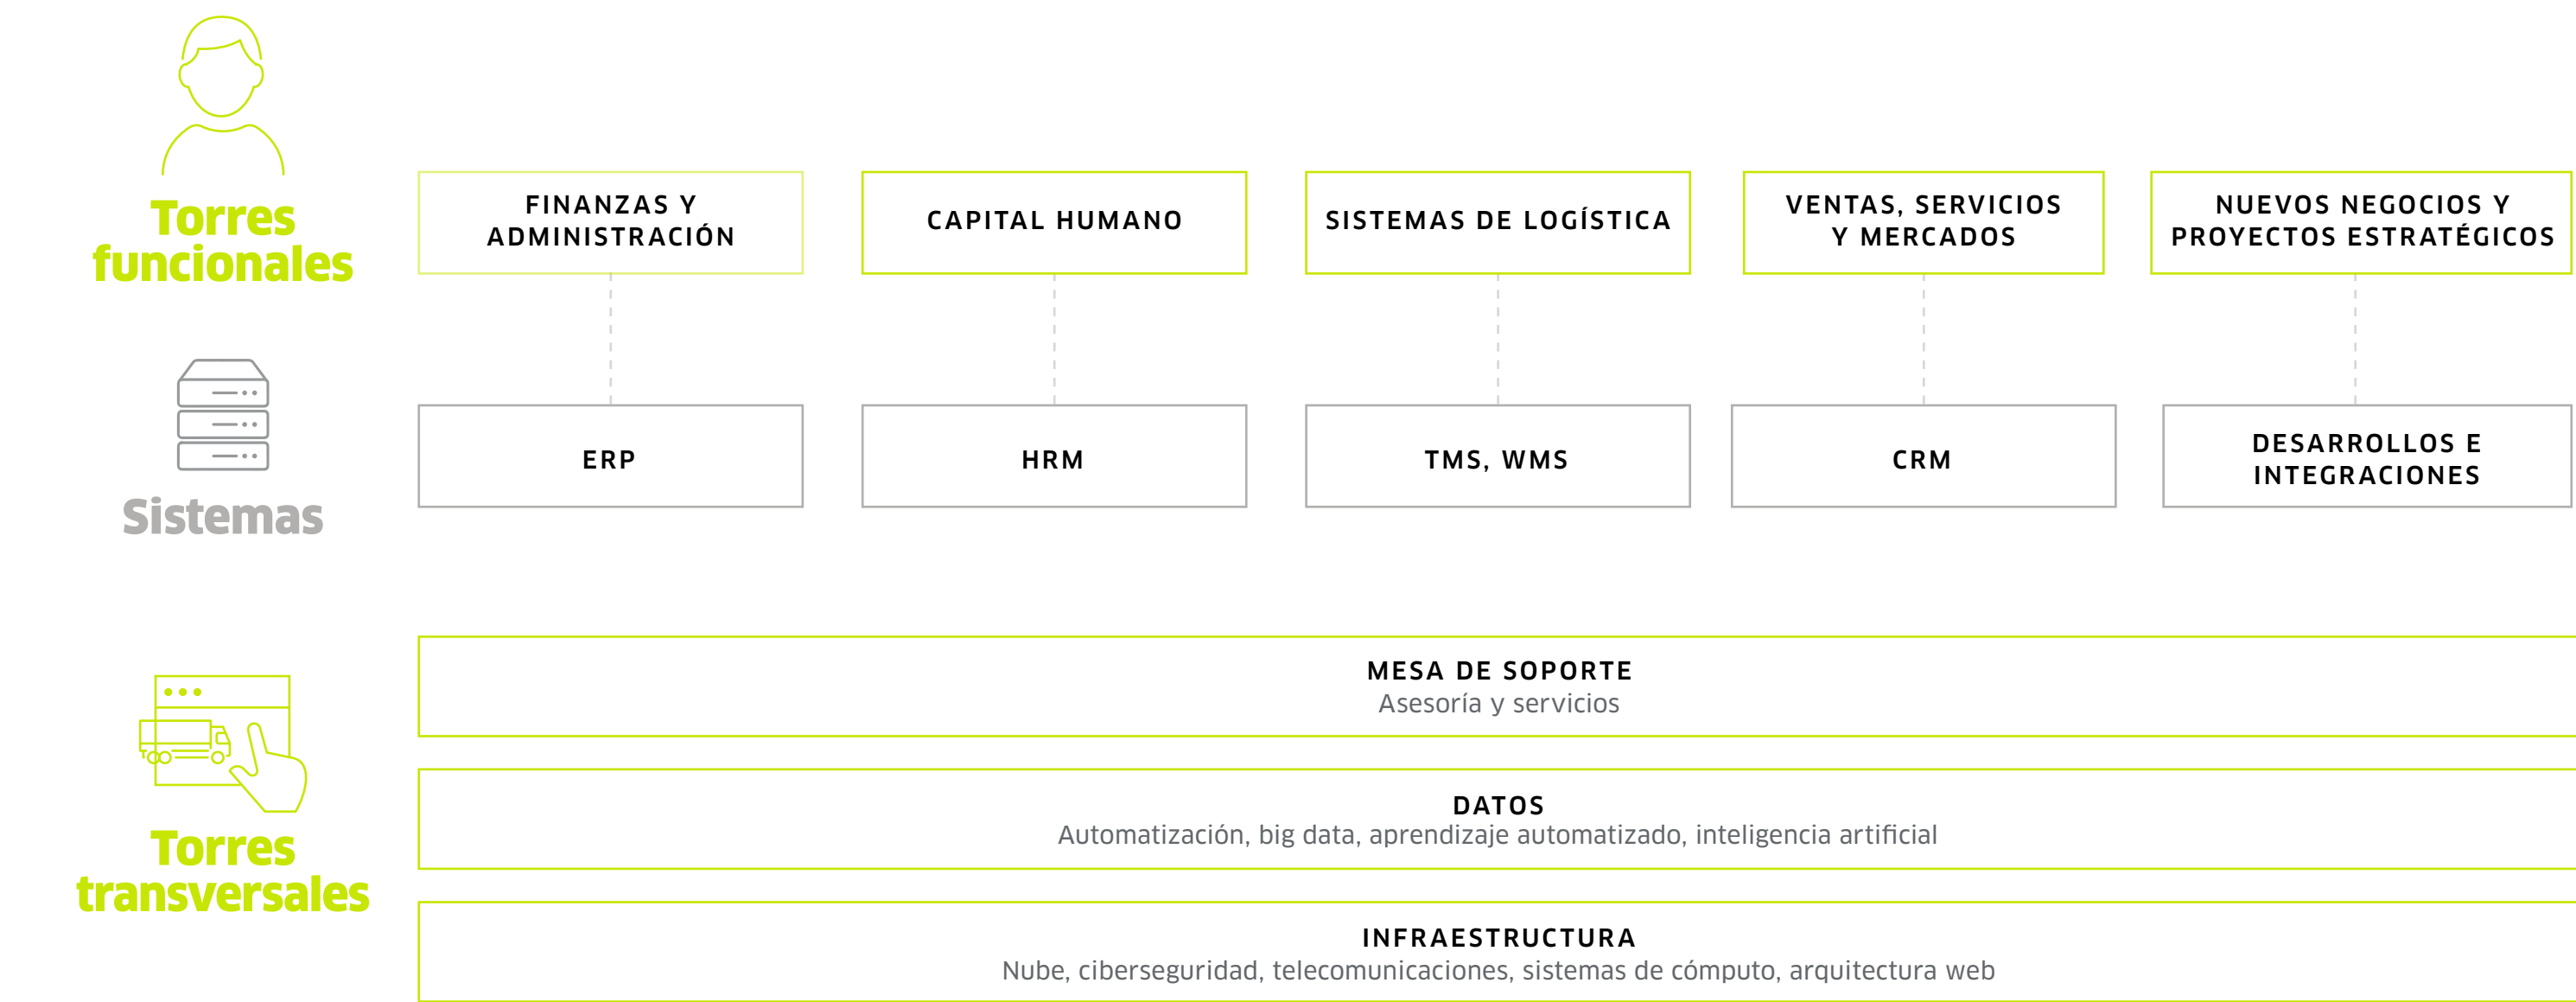 Torres
funcionales
FINANZAS Y
ADMINISTRACIÓN
CAPITAL HUMANO
SISTEMAS DE LOGÍSTICA
VENTAS, SERVICIOS
Y MERCADOS
NUEVOS NEGOCIOS Y
PROYECTOS ESTRATÉGICOS
Sistemas
ERP
HRM
TMS, WMS
CRM
DESARROLLOS E
INTEGRACIONES
Torres
transversales
MESA DE SOPORTE
Asesoría y servicios
DATOS
Automatización, big data, aprendizaje automatizado, inteligencia artificial
INFRAESTRUCTURA
Nube, ciberseguridad, telecomunicaciones, sistemas de cómputo, arquitectura web